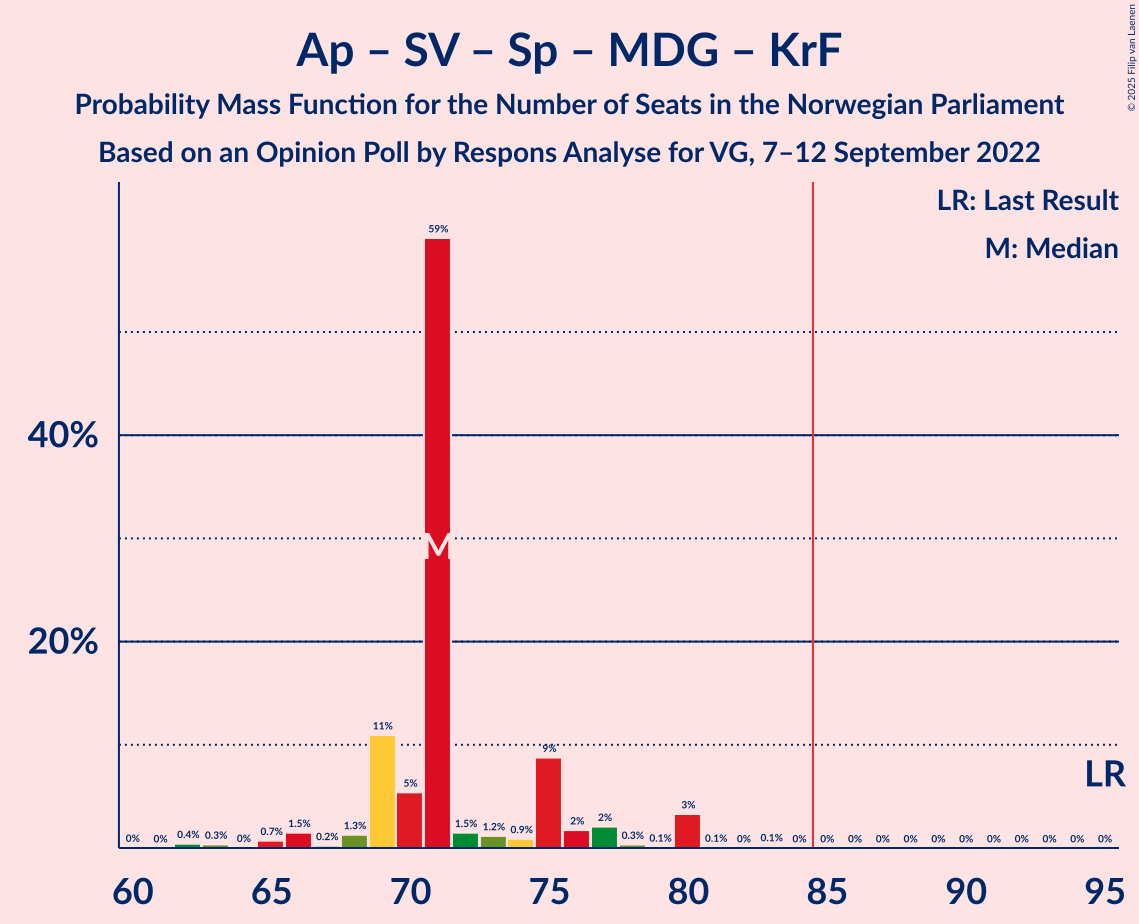 Ap – SV – Sp – MDG – KrF
Probability Mass Function for the Number of Seats in the Norwegian Parliament
Based on an Opinion Poll by Respons Analyse for VG, 7–12 September 2022
© 2025 Filip van Laenen
LR: Last Result
M: Median
59%
40%
M
20%
11%
9%
LR
5%
3%
0% 0% 0.4% 0.3% 0% 0.7% 1.5% 0.2% 1.3% 1.5% 1.2% 0.9% 2% 2% 0.3% 0.1% 0.1% 0% 0.1% 0% 0% 0% 0% 0% 0% 0% 0% 0% 0% 0% 0%
60 65 70 75 80 85 90 95